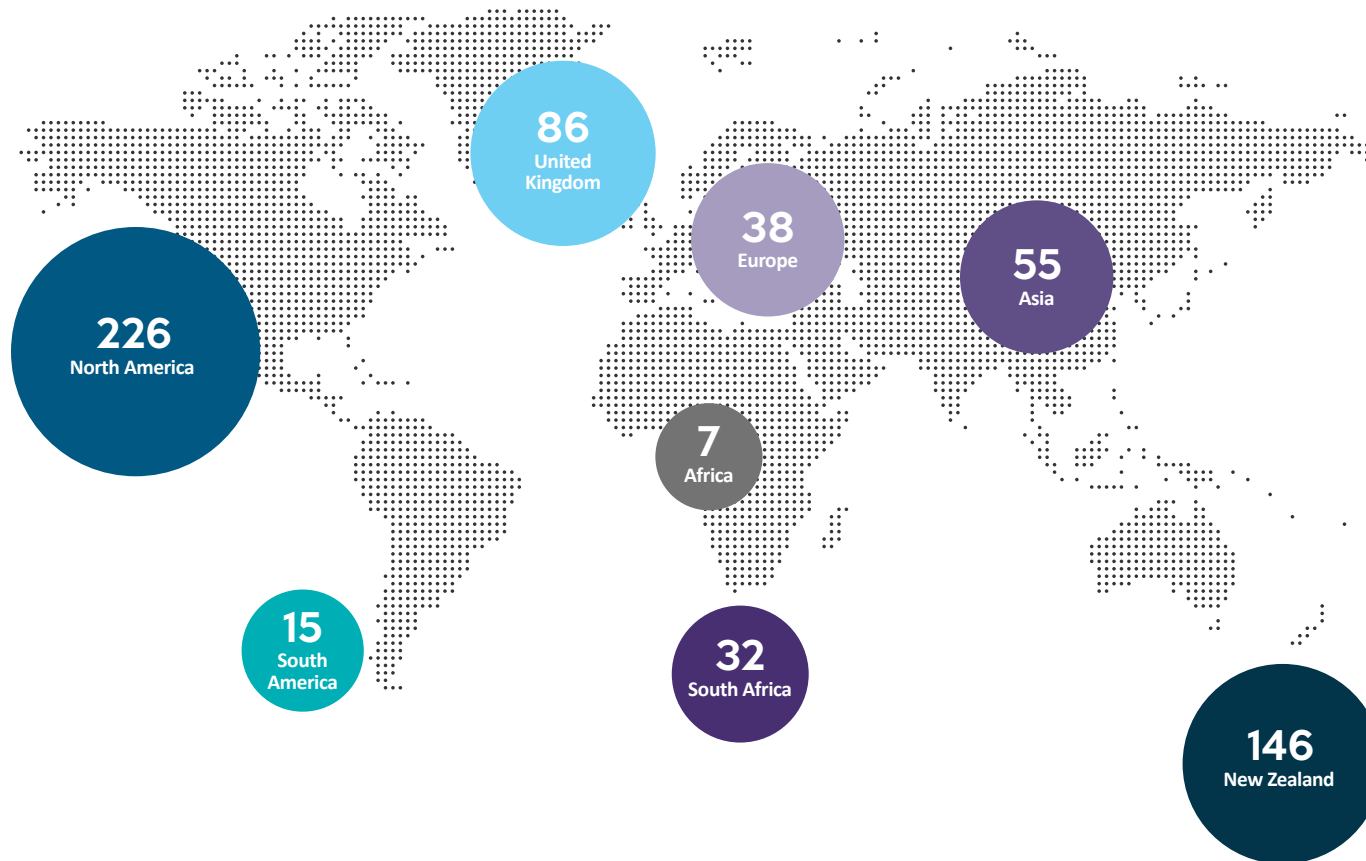 86
United
Kingdom
38
Europe
55
Asia
226
North America
7
Africa
15
South
America
32
South Africa
146
New Zealand